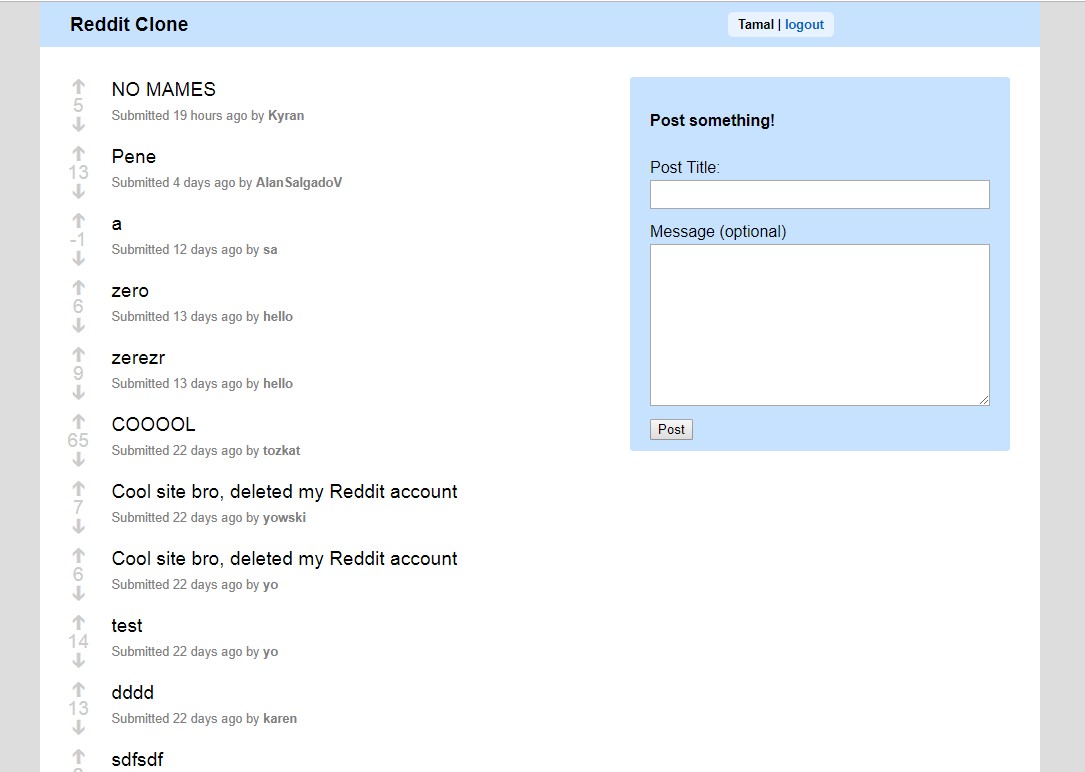 Reddit Clone
Tamal | logout
5
NO MAMES
Submitted 19 hours ago by Kyran
13
Pene
Submitted 4 days ago by AlanSalgadoV
-1
a
Submitted 12 days ago by sa
6
zero
Submitted 13 days ago by hello
9
zerezr
Submitted 13 days ago by hello
65
COOOOL
Submitted 22 days ago by tozkat
7
Cool site bro, deleted my Reddit account
Submitted 22 days ago by yowski
6
Cool site bro, deleted my Reddit account
Submitted 22 days ago by yo
14
test
Submitted 22 days ago by yo
13
dddd
Submitted 22 days ago by karen
sdfsdf
Post something!
Post Title:
Message (optional)
Post